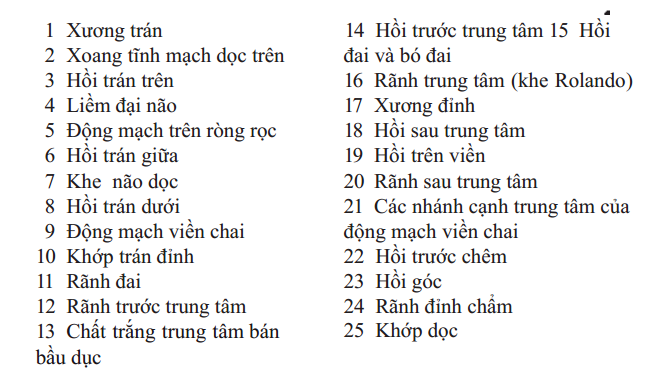 1 Xương trán
2 Xoang tĩnh mạch dọc trên
3 Hồi trán trên
4 Liềm đại não
5 Động mạch trên ròng rọc
6 Hồi trán giữa
7 Khe não dọc
8 Hồi trán dưới
9 Động mạch viền chai
10 Khớp trán đỉnh
11 Rãnh đai
12 Rãnh trước trung tâm
13 Chất trắng trung tâm bán
bầu dục
14 Hồi trước trung tâm 15 Hồi
đai và bó đai
16 Rãnh trung tâm (khe Rolando)
17 Xương đỉnh
18 Hồi sau trung tâm
19 Hồi trên viền
20 Rãnh sau trung tâm
21 Các nhánh cạnh trung tâm của
động mạch viền chai
22 Hồi trước chêm
23 Hồi góc
24 Rãnh đỉnh chẩm
25 Khớp dọc